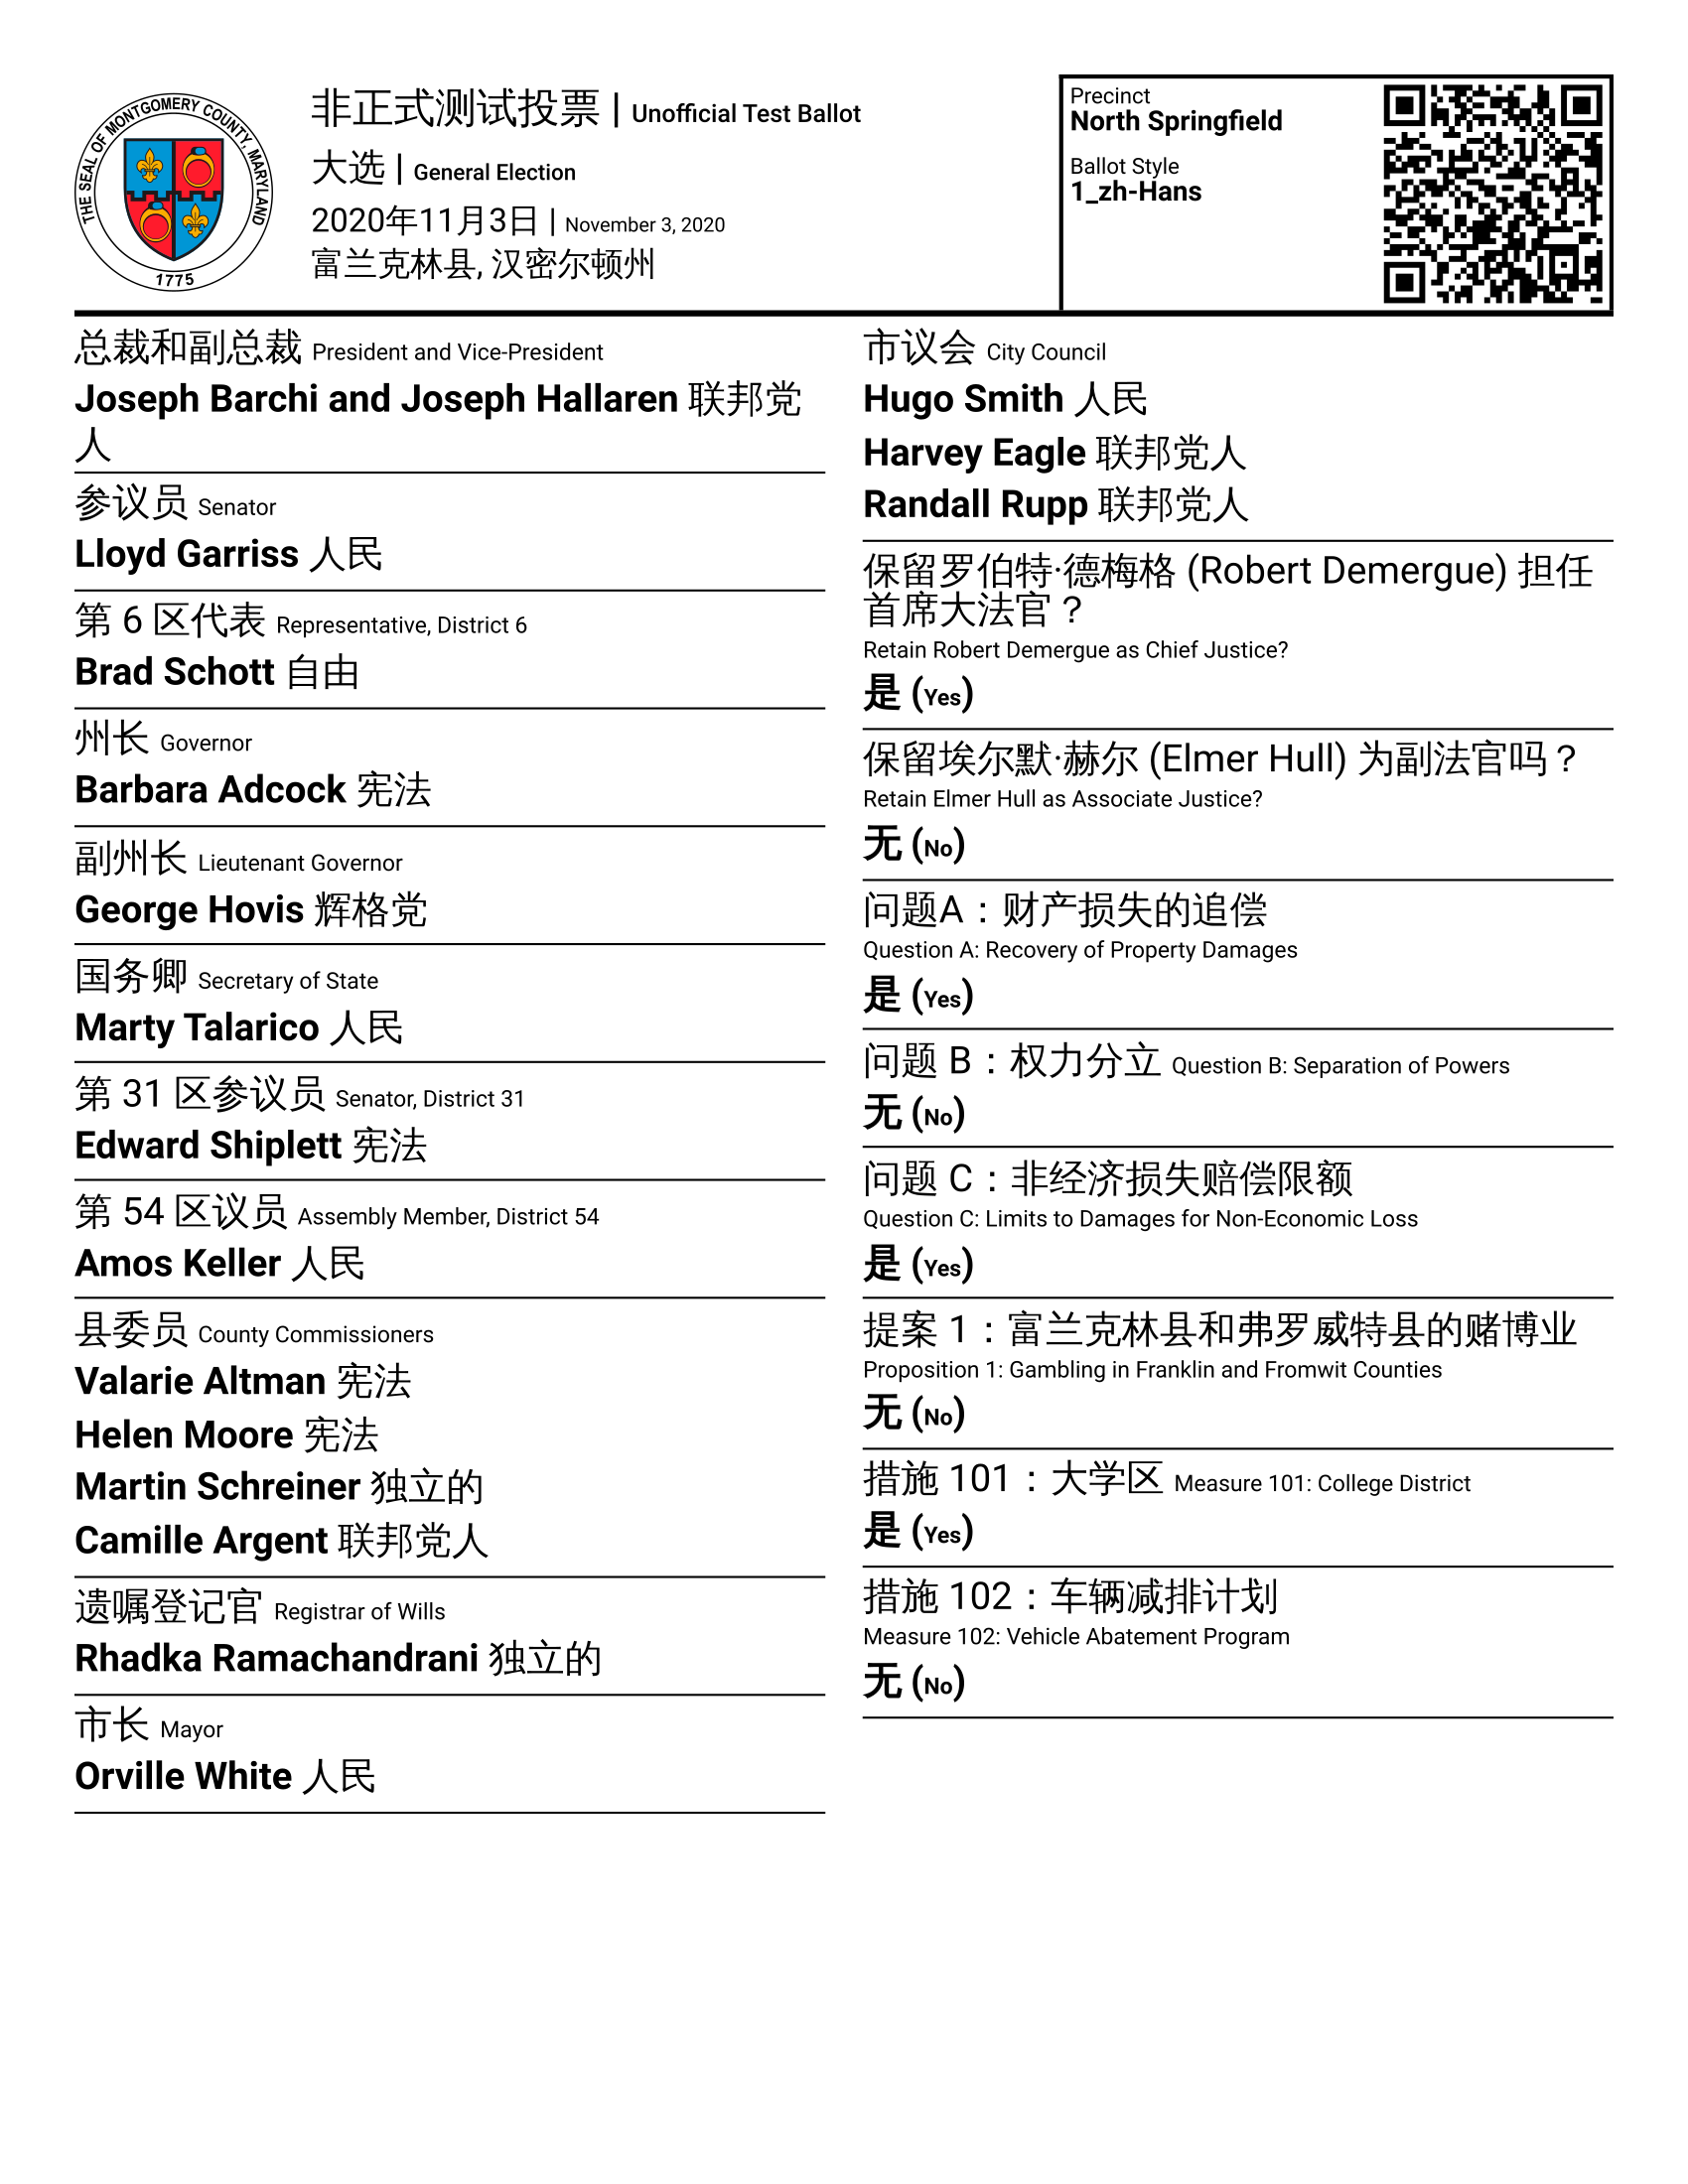 THE SEAL OF MONTGOMERY COUNTY, MARYLAND
1775
非正式测试投票 | Unofficial Test Ballot
大选 | General Election
2020年11月3日 | November 3, 2020
富兰克林县, 汉密尔顿州
Precinct
North Springfield
Ballot Style
1_zh-Hans
总裁和副总裁 President and Vice-President
Joseph Barchi and Joseph Hallaren 联邦党
人
参议员 Senator
Lloyd Garriss 人民
第 6 区代表 Representative, District 6
Brad Schott 自由
州长 Governor
Barbara Adcock 宪法
副州长 Lieutenant Governor
George Hovis 辉格党
国务卿 Secretary of State
Marty Talarico 人民
第 31 区参议员 Senator, District 31
Edward Shiplett 宪法
第 54 区议员 Assembly Member, District 54
Amos Keller 人民
县委员 County Commissioners
Valarie Altman 宪法
Helen Moore 宪法
Martin Schreiner 独立的
Camille Argent 联邦党人
遗嘱登记官 Registrar of Wills
Rhadka Ramachandrani 独立的
市长 Mayor
Orville White 人民
市议会 City Council
Hugo Smith 人民
Harvey Eagle 联邦党人
Randall Rupp 联邦党人
保留罗伯特·德梅格 (Robert Demergue) 担任
首席大法官？
Retain Robert Demergue as Chief Justice?
是 (Yes)
保留埃尔默·赫尔 (Elmer Hull) 为副法官吗？
Retain Elmer Hull as Associate Justice?
无 (No)
问题A：财产损失的追偿
Question A: Recovery of Property Damages
是 (Yes)
问题 B：权力分立 Question B: Separation of Powers
无 (No)
问题 C：非经济损失赔偿限额
Question C: Limits to Damages for Non-Economic Loss
是 (Yes)
提案 1：富兰克林县和弗罗威特县的赌博业
Proposition 1: Gambling in Franklin and Fromwit Counties
无 (No)
措施 101：大学区 Measure 101: College District
是 (Yes)
措施 102：车辆减排计划
Measure 102: Vehicle Abatement Program
无 (No)